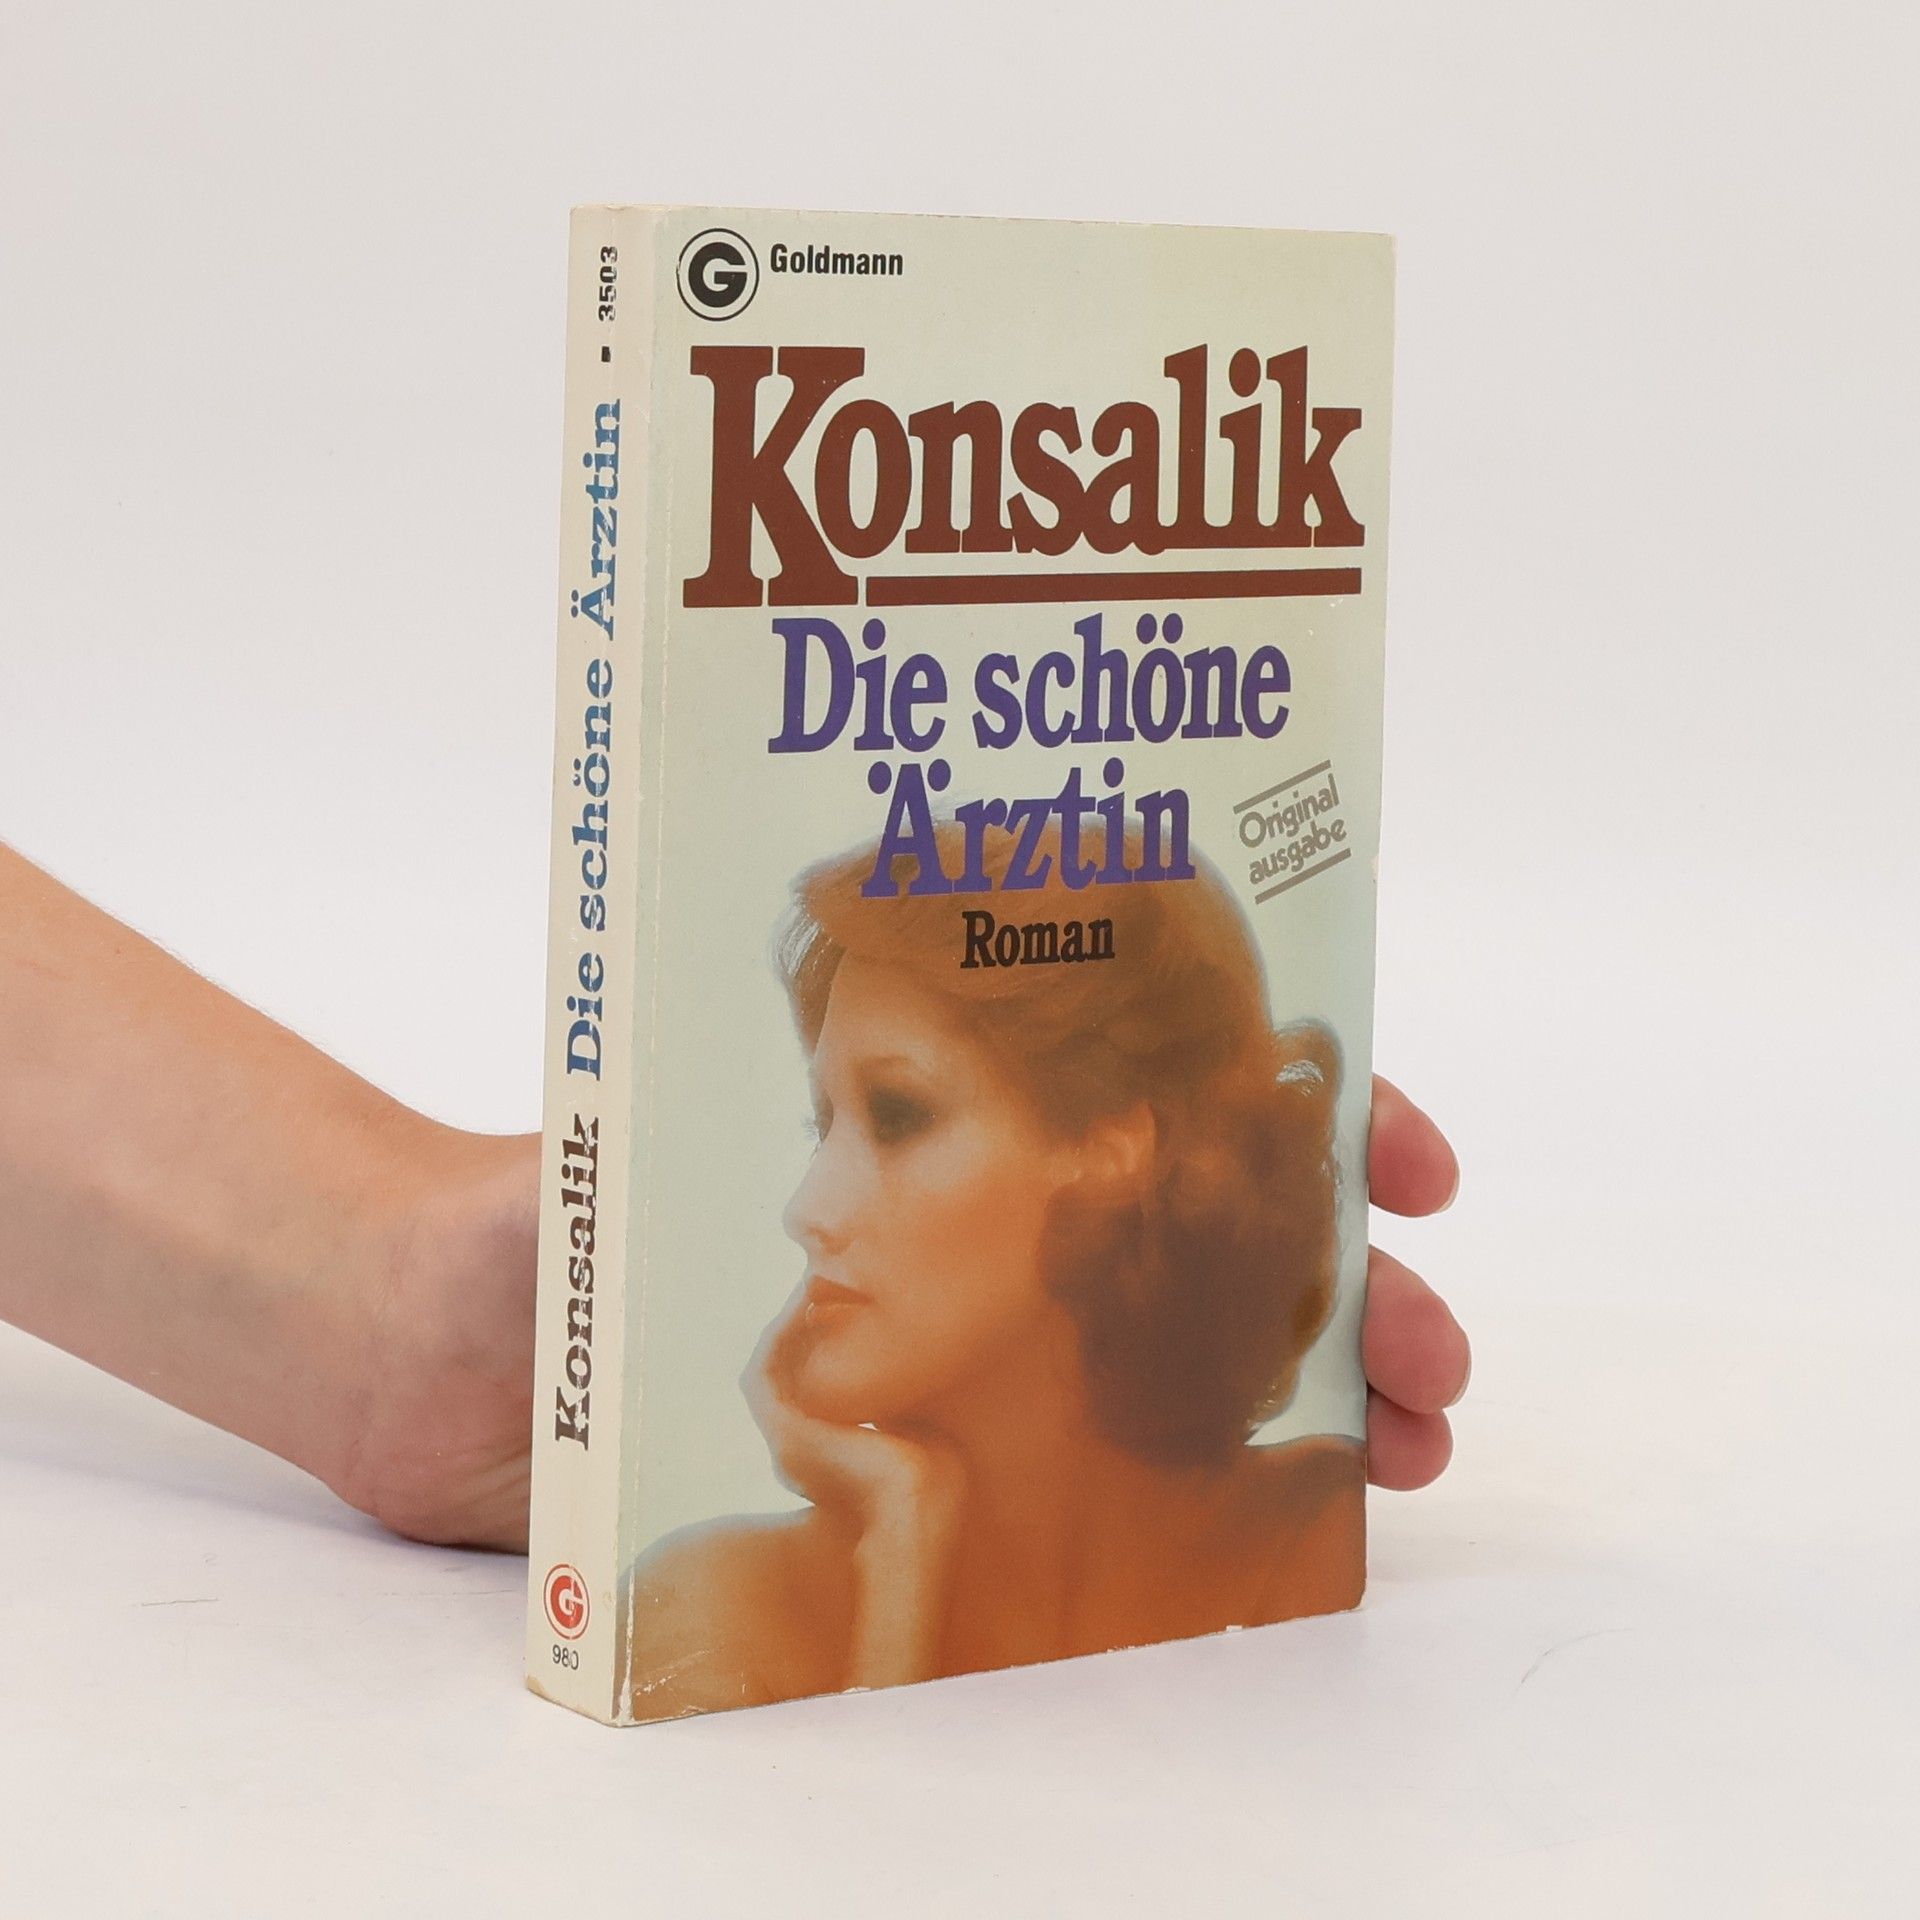 Goldmann
Konsalik
Die schöne
Ärztin
Original
ausgabe
Roman
Konsalik Die schöne Ärztin - 3503
980